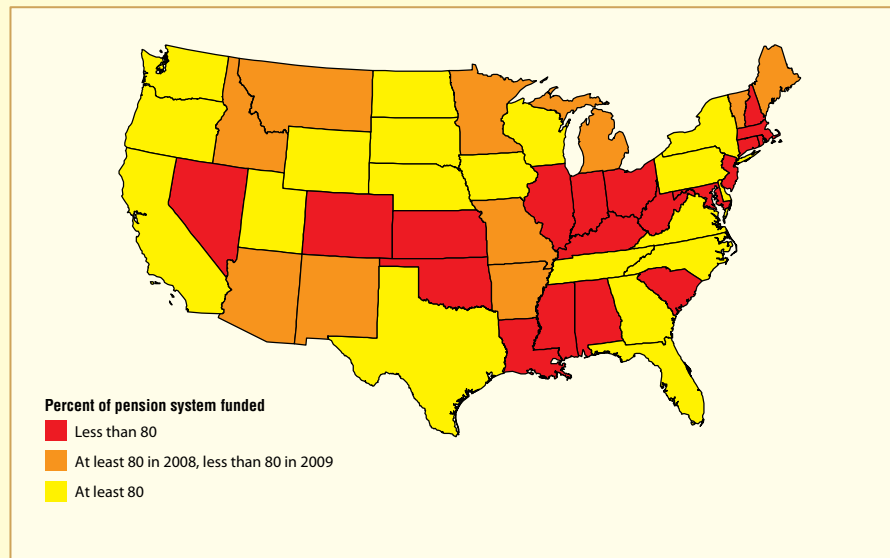 Percent of pension system funded
Less than 80
At least 80 in 2008, less than 80 in 2009
At least 80